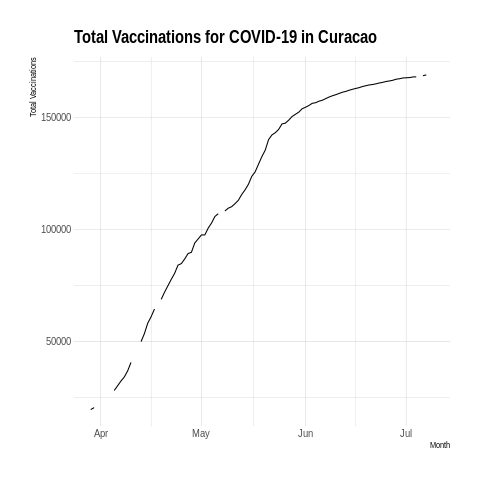 Total Vaccinations for COVID-19 in Curacao
Total Vaccinations
150000
100000
50000
Apr May Jun Jul
Month